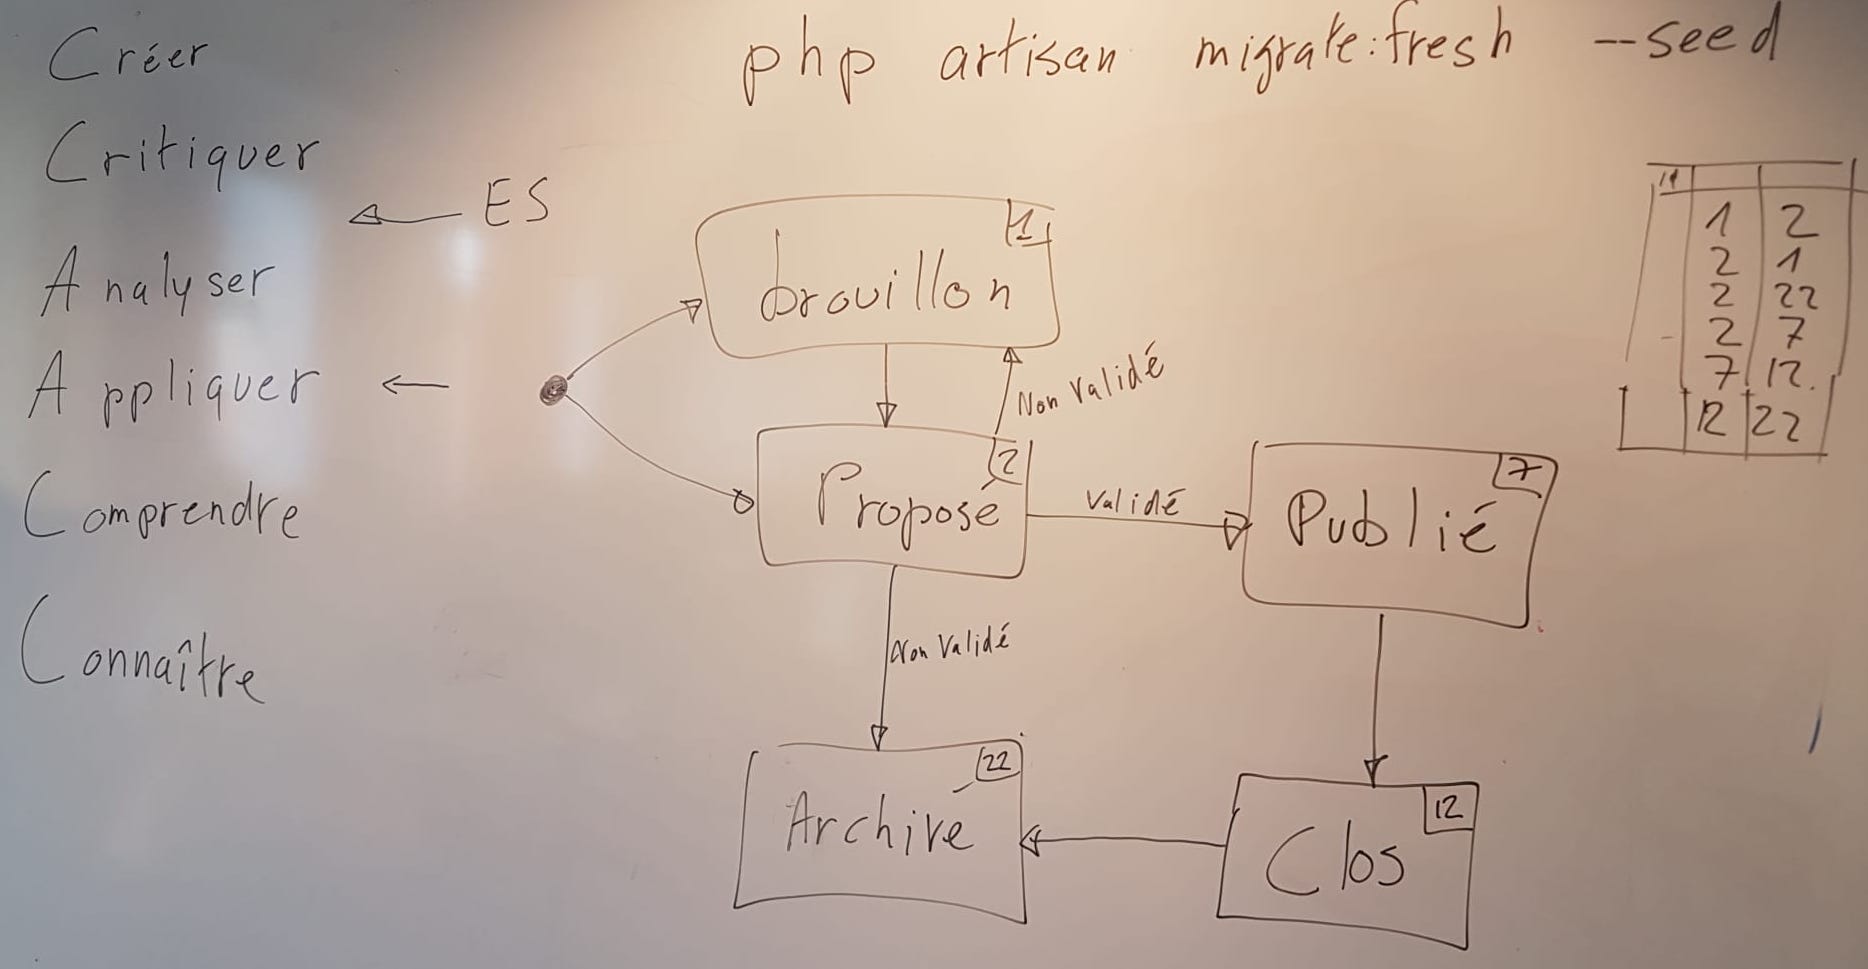 Créer
Critiquer
ES
Analyser
Appliquer
Comprendre
Connaître
php artisan migrate:fresh --seed
brouillon
1
Non Validé
Proposé
2
Validé
Publié
7
Non Validé
Archivé
22
Clos
12
1 2
2 1
2 22
2 7
7 12.
12 22